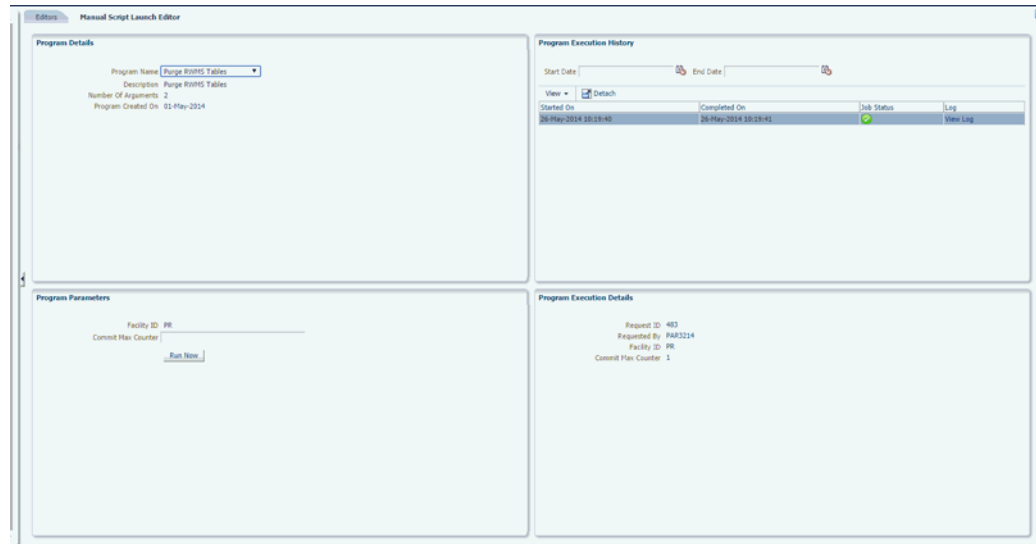 Editors Manual Script Launch Editor
Program Details
Program Name Purge RWMS Tables
Description Purge RWMS Tables
Number Of Arguments 2
Program Created On 01-May-2014
Program Execution History
Start Date End Date
View Detach
Started On Completed On Job Status Log
26-May-2014 10:19:40 26-May-2014 10:19:41 View Log
Program Parameters
Facility ID PR
Commit Max Counter
Run Now
Program Execution Details
Request ID 483
Requested By PAR3214
Facility ID PR
Commit Max Counter 1